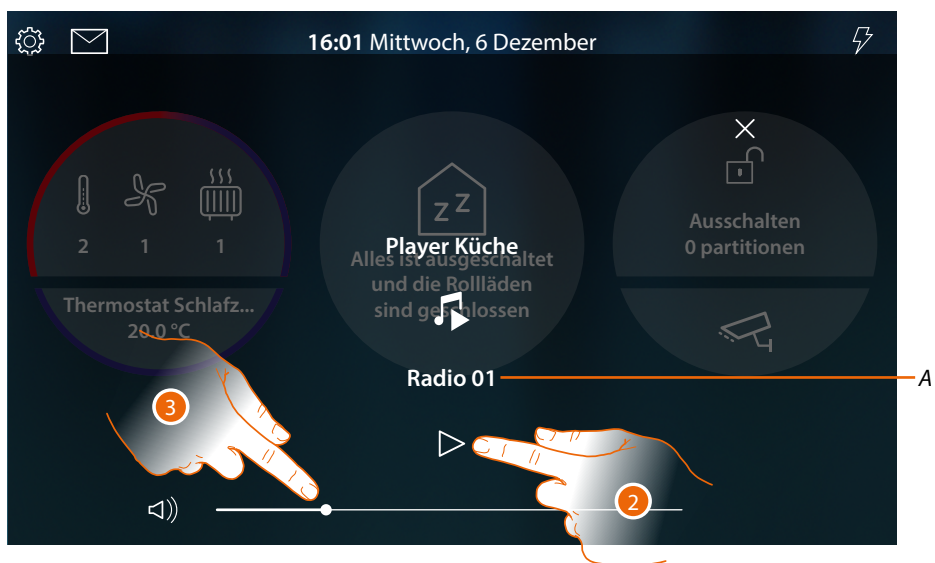 16:01 Mittwoch, 6 Dezember
2 1 1
Thermostat Schlafz...
20.0 °C
Z Z
Player Küche
Alles ist ausgeschaltet
und die Rollläden
sind geschlossen
Radio 01
A
Ausschalten
0 partitionen
3
2